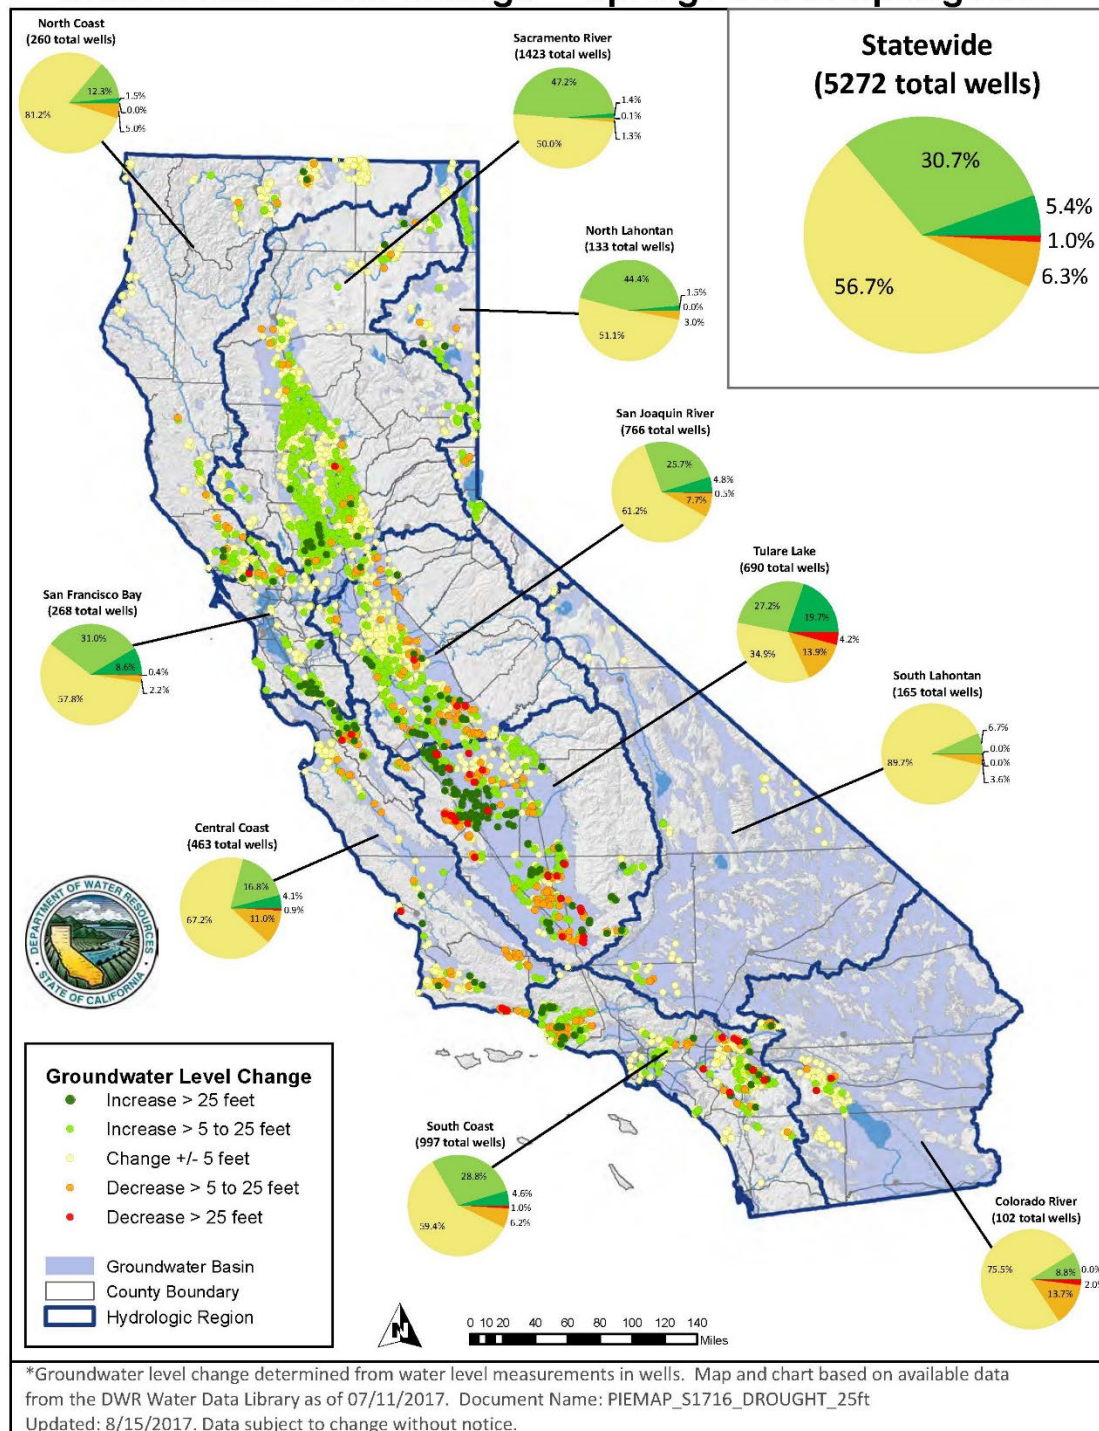 North Coast
(260 total wells)
12.3%
1.5%
0.0%
5.0%
81.2%
Sacramento River
(1423 total wells)
47.2%
1.4%
0.1%
1.3%
50.0%
Statewide
(5272 total wells)
30.7%
5.4%
1.0%
6.3%
56.7%
North Lahontan
(133 total wells)
44.4%
1.5%
0.0%
3.0%
51.1%
San Joaquin River
(766 total wells)
25.7%
4.8%
0.5%
7.7%
61.2%
Tulare Lake
(690 total wells)
27.2%
19.7%
4.2%
13.9%
34.9%
San Francisco Bay
(268 total wells)
31.0%
8.6%
0.4%
2.2%
57.8%
South Lahontan
(165 total wells)
6.7%
0.0%
0.0%
3.6%
89.7%
Central Coast
(463 total wells)
16.8%
4.1%
0.9%
11.0%
67.2%
DEPARTMENT OF WATER RESOURCES
STATE OF CALIFORNIA
South Coast
(997 total wells)
28.8%
4.6%
1.0%
6.2%
59.4%
Colorado River
(102 total wells)
75.5%
8.8%
0.0%
2.0%
13.7%
Groundwater Level Change
Increase > 25 feet
Increase > 5 to 25 feet
Change +/- 5 feet
Decrease > 5 to 25 feet
Decrease > 25 feet
Groundwater Basin
County Boundary
Hydrologic Region
N
0 10 20 40 60 80 100 120 140
Miles
*Groundwater level change determined from water level measurements in wells. Map and chart based on available data
from the DWR Water Data Library as of 07/11/2017. Document Name: PIEMAP_S1716_DROUGHT_25ft
Updated: 8/15/2017. Data subject to change without notice.